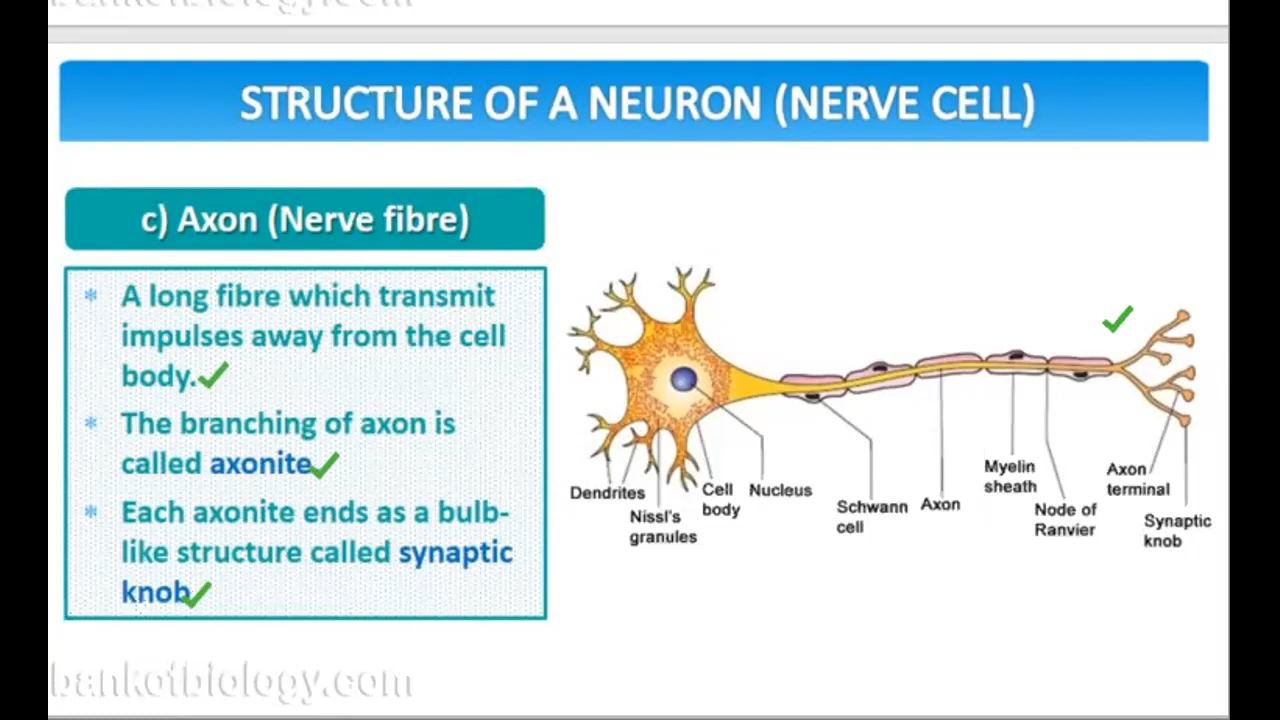 STRUCTURE OF A NEURON (NERVE CELL)
c) Axon (Nerve fibre)
* A long fibre which transmit
impulses away from the cell
body.
* The branching of axon is
called axonite
* Each axonite ends as a bulb-
like structure called synaptic
knob
Dendrites
Nissl's
granules
Cell
body
Nucleus
Schwann
cell
Axon
Myelin
sheath
Node of
Ranvier
Axon
terminal
Synaptic
knob
bankofbiology.com